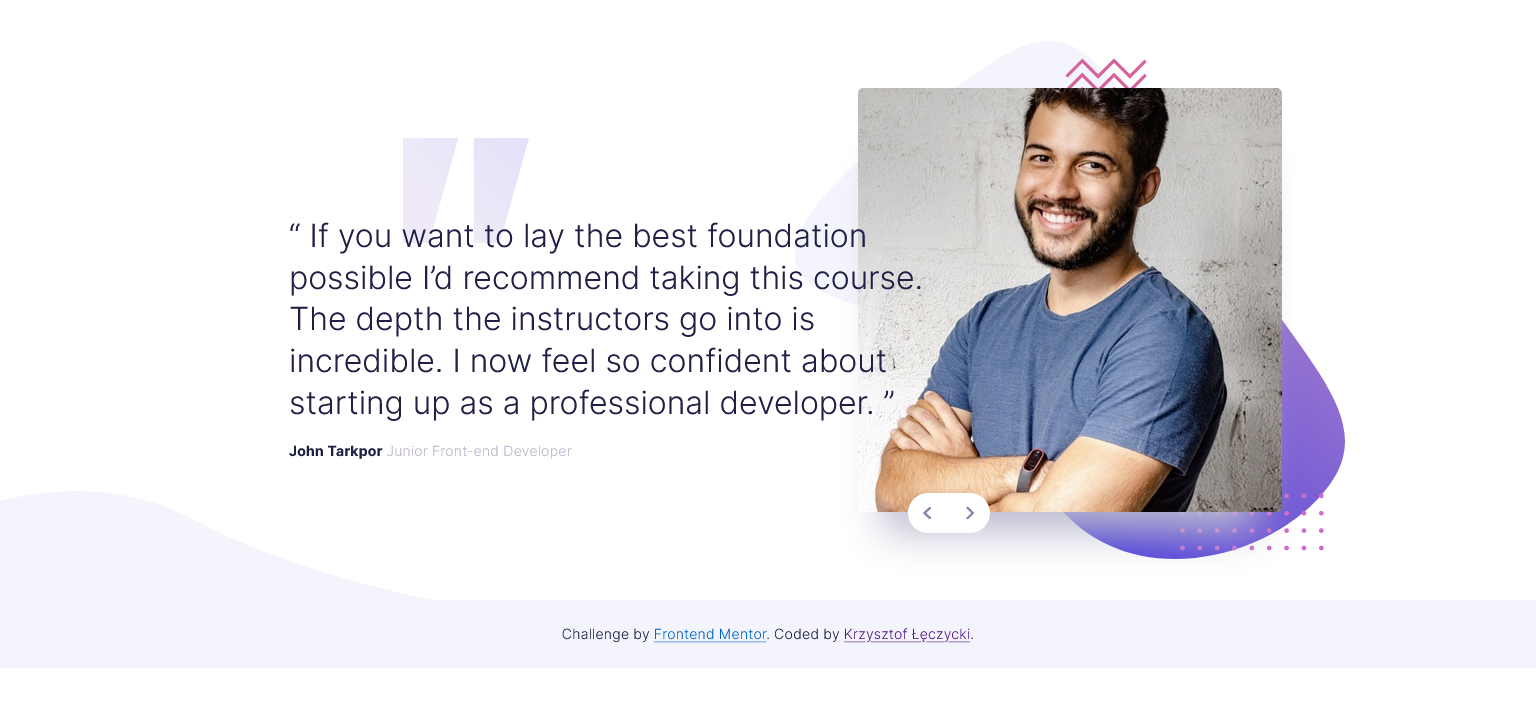 “ If you want to lay the best foundation
possible I’d recommend taking this course.
The depth the instructors go into is
incredible. I now feel so confident about
starting up as a professional developer. ”
John Tarkpor Junior Front-end Developer
Challenge by Frontend Mentor. Coded by Krzysztof Łęczycki.